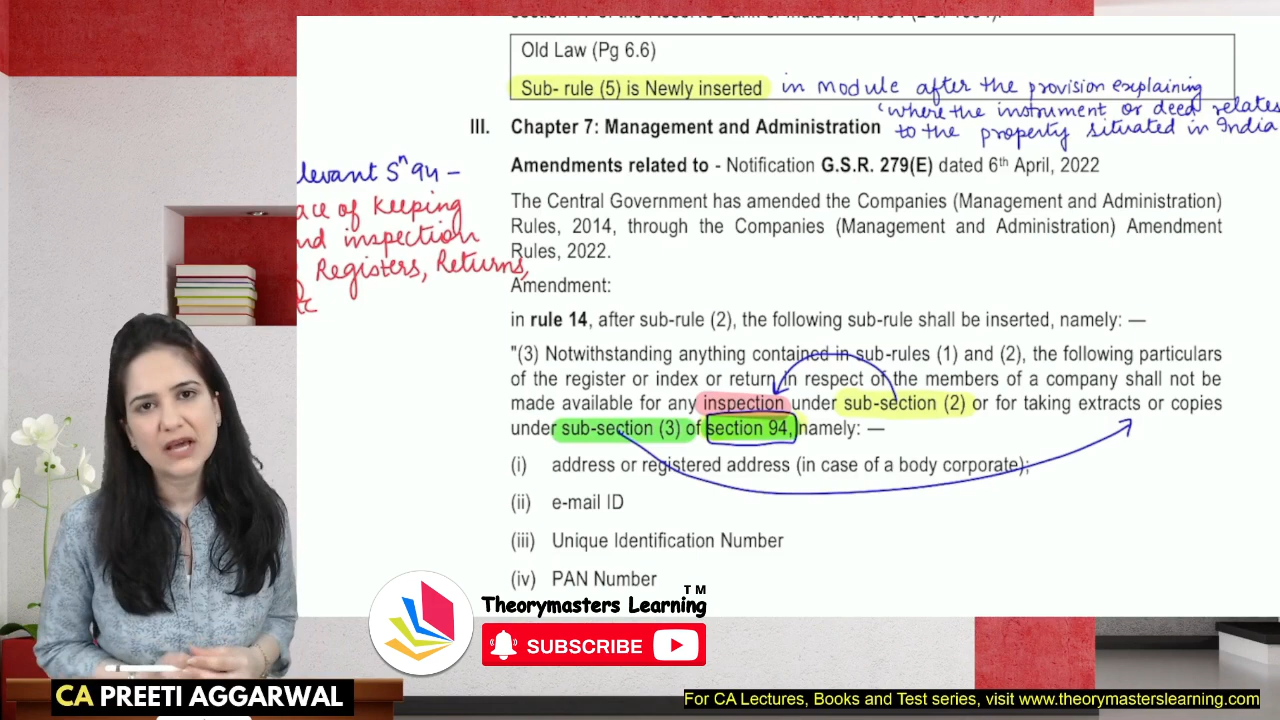 Old Law (Pg 6.6)
Sub- rule (5) is Newly inserted in module after the provision explaining
'where the instrument or deed relates
to the property situated in India
III. Chapter 7: Management and Administration
Amendments related to - Notification G.S.R. 279(E) dated 6th April, 2022
levant Sn 94 -
ace of Keeping
nd inspection
Registers, Returns,
tc
The Central Government has amended the Companies (Management and Administration)
Rules, 2014, through the Companies (Management and Administration) Amendment
Rules, 2022.
Amendment:
in rule 14, after sub-rule (2), the following sub-rule shall be inserted, namely: —
"(3) Notwithstanding anything contained in sub-rules (1) and (2), the following particulars
of the register or index or return in respect of the members of a company shall not be
made available for any inspection under sub-section (2) or for taking extracts or copies
under sub-section (3) of section 94, namely: —
(i) address or registered address (in case of a body corporate);
(ii) e-mail ID
(iii) Unique Identification Number
(iv) PAN Number
TM
Theorymasters Learning
SUBSCRIBE
CA PREETI AGGARWAL
For CA Lectures, Books and Test series, visit www.theorymasterslearning.com